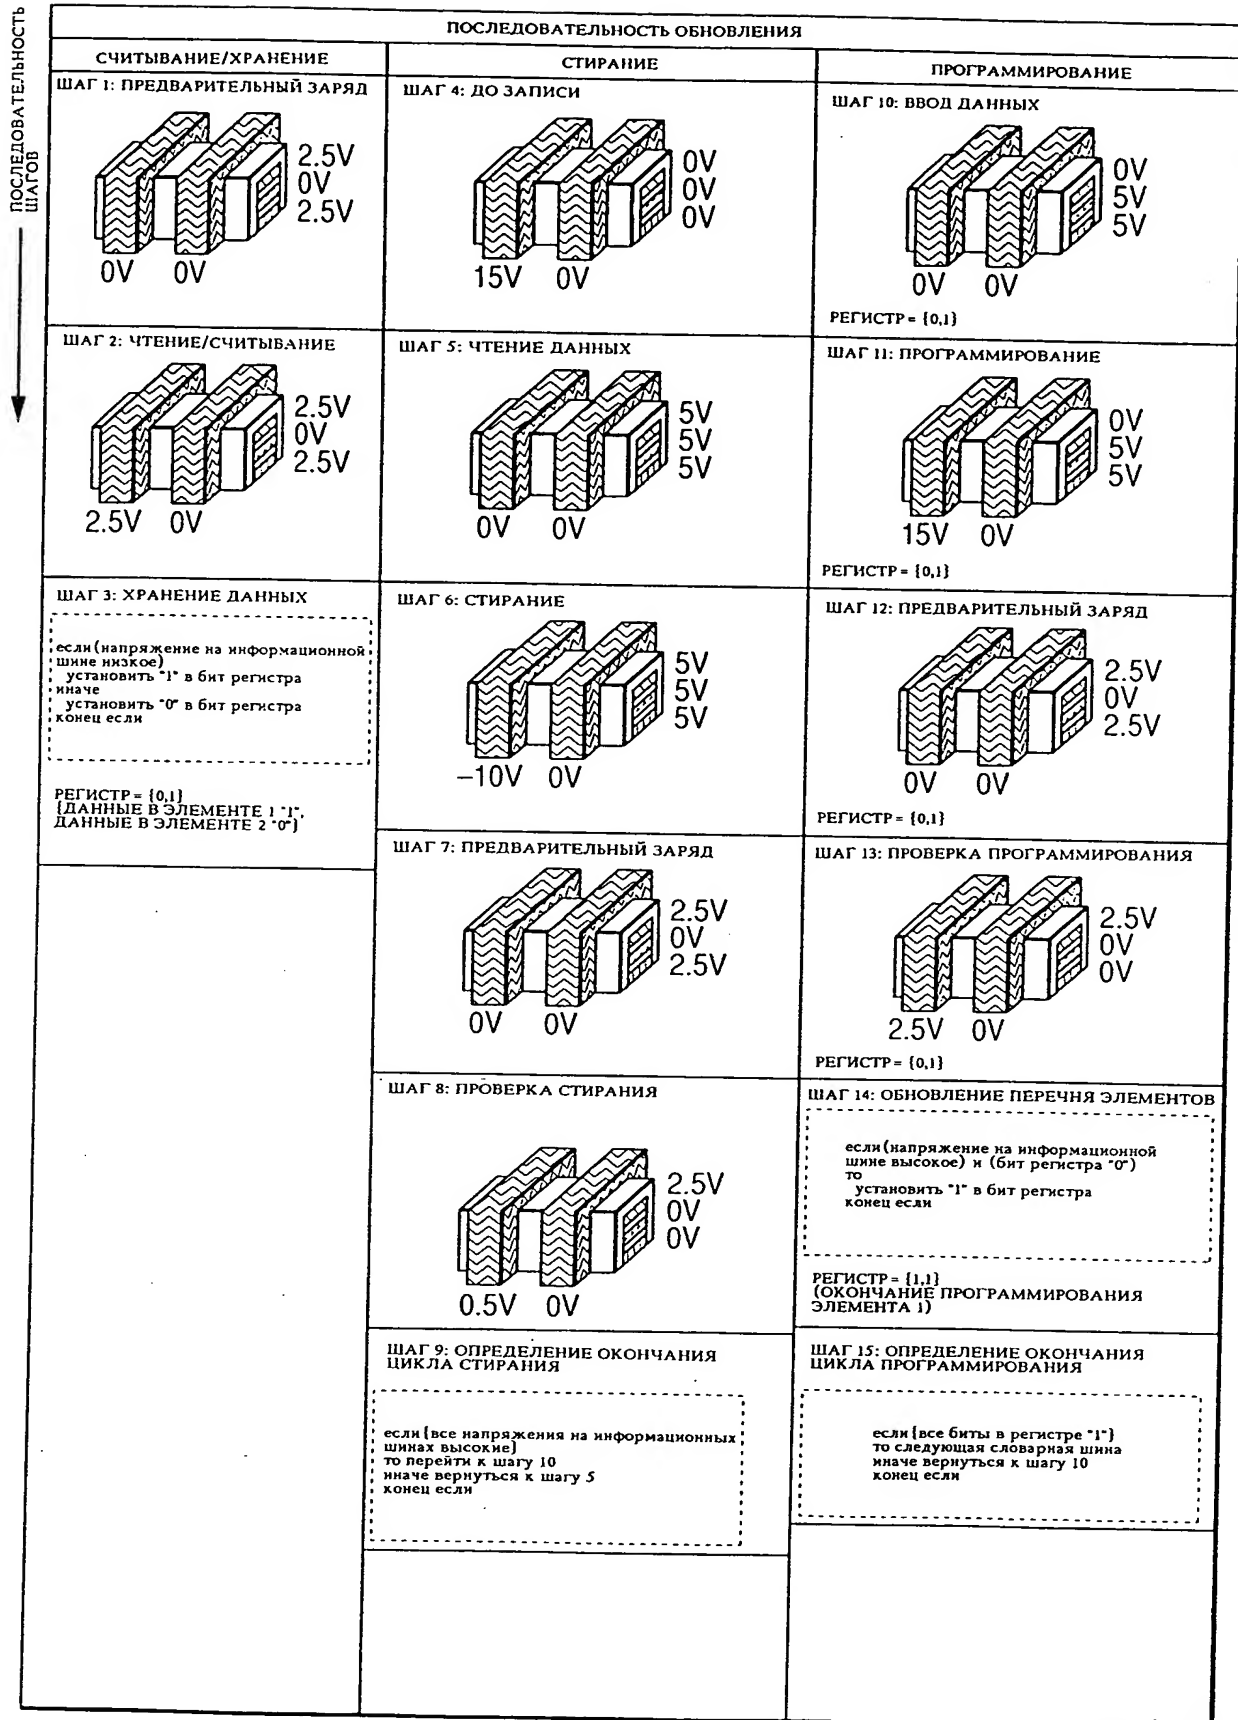 ПОСЛЕДОВАТЕЛЬНОСТЬ
ШАГОВ
ПОСЛЕДОВАТЕЛЬНОСТЬ ОБНОВЛЕНИЯ
СЧИТЫВАНИЕ/ХРАНЕНИЕ
ШАГ 1: ПРЕДВАРИТЕЛЬНЫЙ ЗАРЯД
2.5V
0V
2.5V
0V 0V
ШАГ 2: ЧТЕНИЕ/СЧИТЫВАНИЕ
2.5V
0V
2.5V
2.5V 0V
ШАГ 3: ХРАНЕНИЕ ДАННЫХ
если (напряжение на информационной
шине низкое)
установить "1" в бит регистра
иначе
установить "0" в бит регистра
конец если
РЕГИСТР = {0,1}
{ДАННЫЕ В ЭЛЕМЕНТЕ 1 "1",
ДАННЫЕ В ЭЛЕМЕНТЕ 2 "0"}
СТИРАНИЕ
ШАГ 4: ДО ЗАПИСИ
0V
0V
0V
15V 0V
ШАГ 5: ЧТЕНИЕ ДАННЫХ
5V
5V
5V
0V 0V
ШАГ 6: СТИРАНИЕ
5V
5V
5V
–10V 0V
ШАГ 7: ПРЕДВАРИТЕЛЬНЫЙ ЗАРЯД
2.5V
0V
2.5V
0V 0V
ШАГ 8: ПРОВЕРКА СТИРАНИЯ
2.5V
0V
0V
0.5V 0V
ШАГ 9: ОПРЕДЕЛЕНИЕ ОКОНЧАНИЯ
ЦИКЛА СТИРАНИЯ
если {все напряжения на информационных
шинах высокие}
то перейти к шагу 10
иначе вернуться к шагу 5
конец если
ПРОГРАММИРОВАНИЕ
ШАГ 10: ВВОД ДАННЫХ
0V
5V
5V
0V 0V
РЕГИСТР = {0,1}
ШАГ 11: ПРОГРАММИРОВАНИЕ
0V
5V
5V
15V 0V
РЕГИСТР = {0,1}
ШАГ 12: ПРЕДВАРИТЕЛЬНЫЙ ЗАРЯД
2.5V
0V
2.5V
0V 0V
РЕГИСТР = {0,1}
ШАГ 13: ПРОВЕРКА ПРОГРАММИРОВАНИЯ
2.5V
0V
0V
2.5V 0V
РЕГИСТР = {0,1}
ШАГ 14: ОБНОВЛЕНИЕ ПЕРЕЧНЯ ЭЛЕМЕНТОВ
если (напряжение на информационной
шине высокое) и (бит регистра "0")
то
установить "1" в бит регистра
конец если
РЕГИСТР = {1,1}
(ОКОНЧАНИЕ ПРОГРАММИРОВАНИЯ
ЭЛЕМЕНТА 1)
ШАГ 15: ОПРЕДЕЛЕНИЕ ОКОНЧАНИЯ
ЦИКЛА ПРОГРАММИРОВАНИЯ
если {все биты в регистре "1"}
то следующая словарная шина
иначе вернуться к шагу 10
конец если